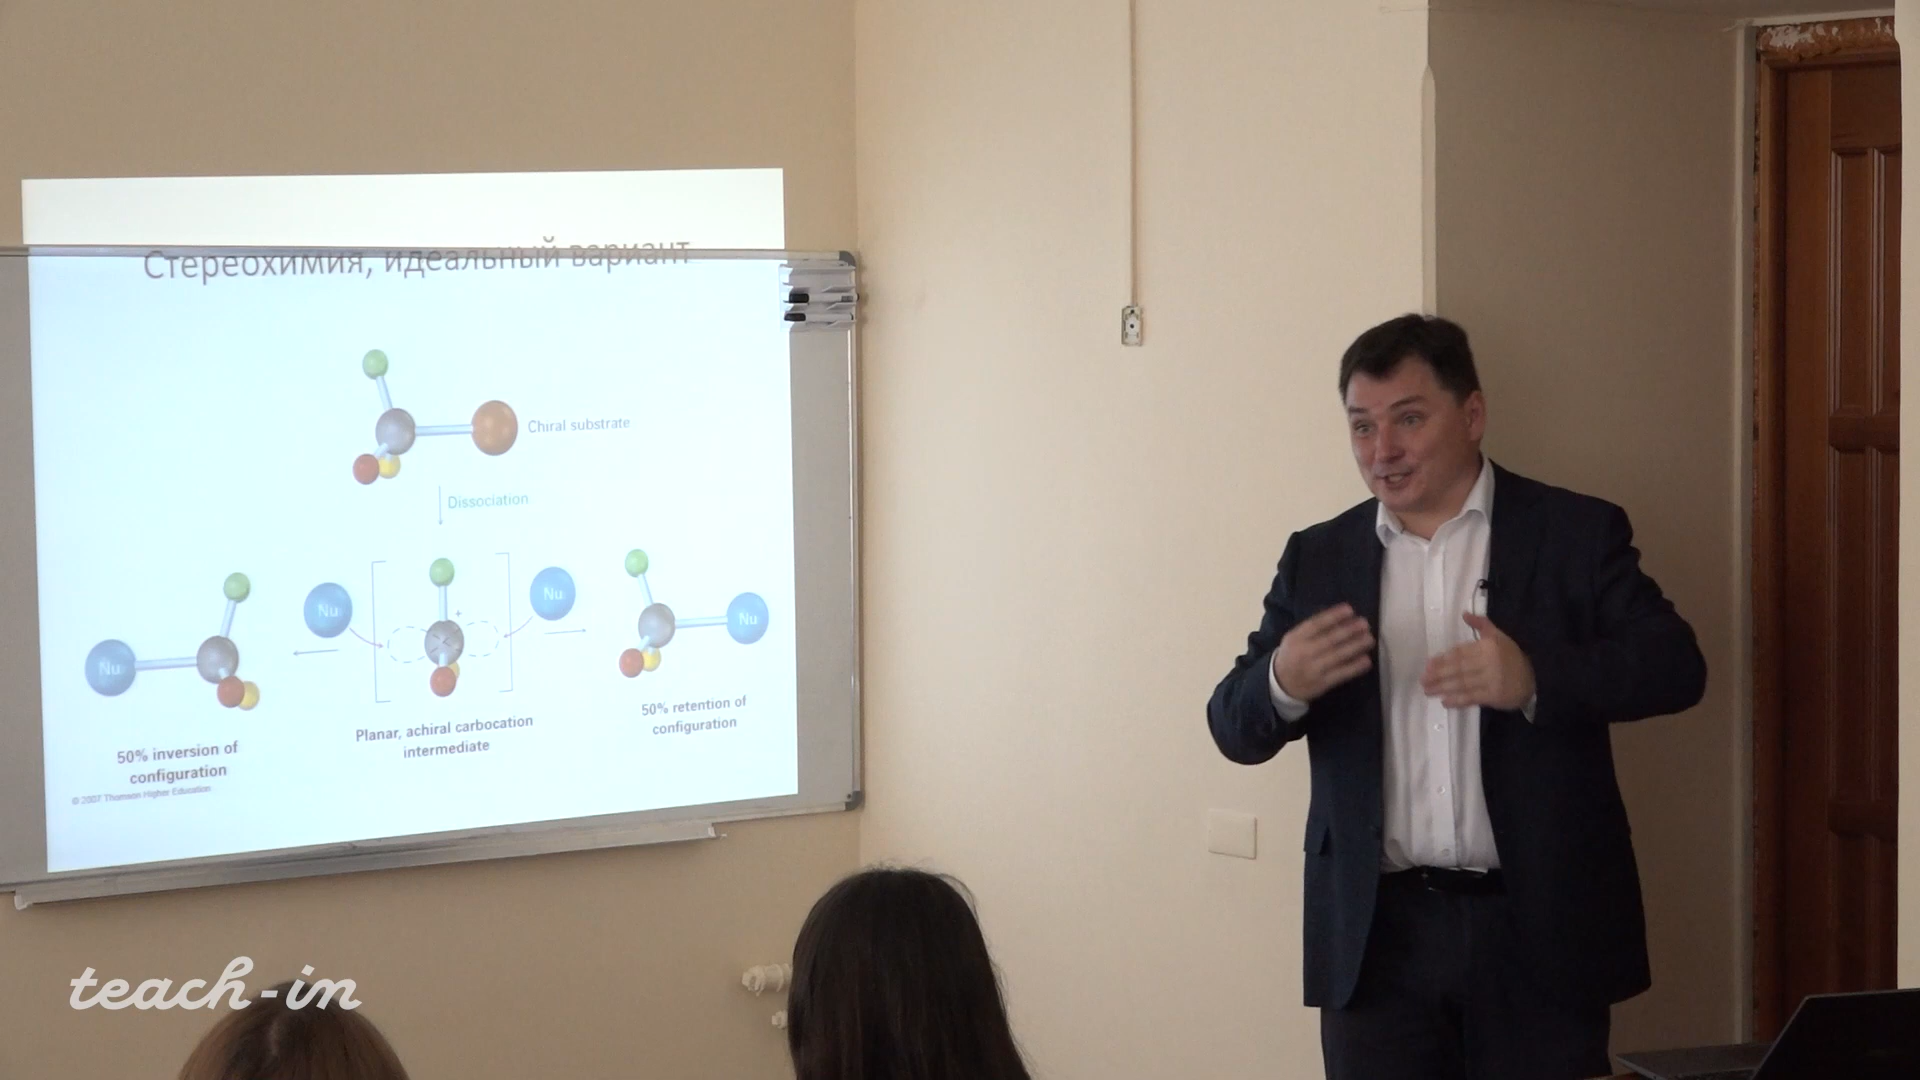 Стереохимия, идеальный вариант
Chiral substrate
Dissociation
Nu
Nu
Nu
Nu
+
50% retention of
configuration
Planar, achiral carbocation
intermediate
50% inversion of
configuration
© 2007 Thomson Higher Education
teach-in